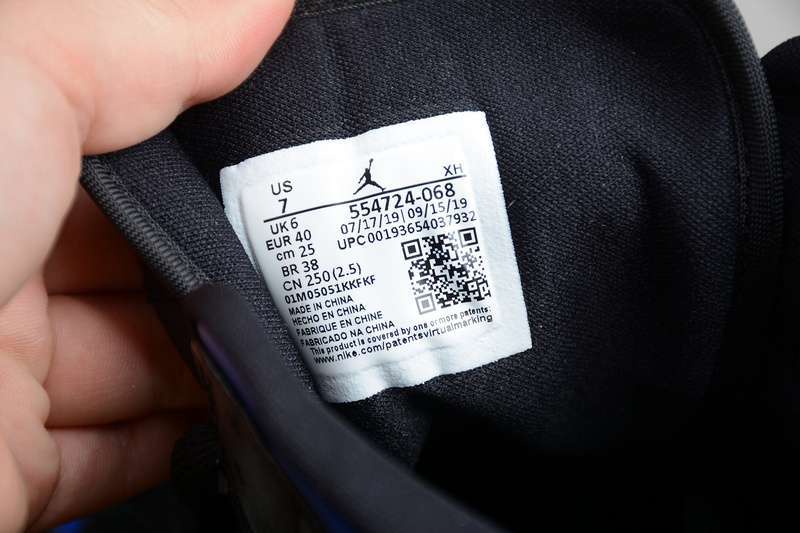 US XH
7 554724-068
UK 6 07/17/19|09/15/19
EUR 40 UPC00193654037932
cm 25
BR 38
CN 250(2.5)
01M05051KKFKF
MADE IN CHINA
HECHO EN CHINA
FABRIQUE EN CHINE
FABRICADO NA CHINA
This product is covered by one or more patents:
www.nike.com/patentsvirtualmarking